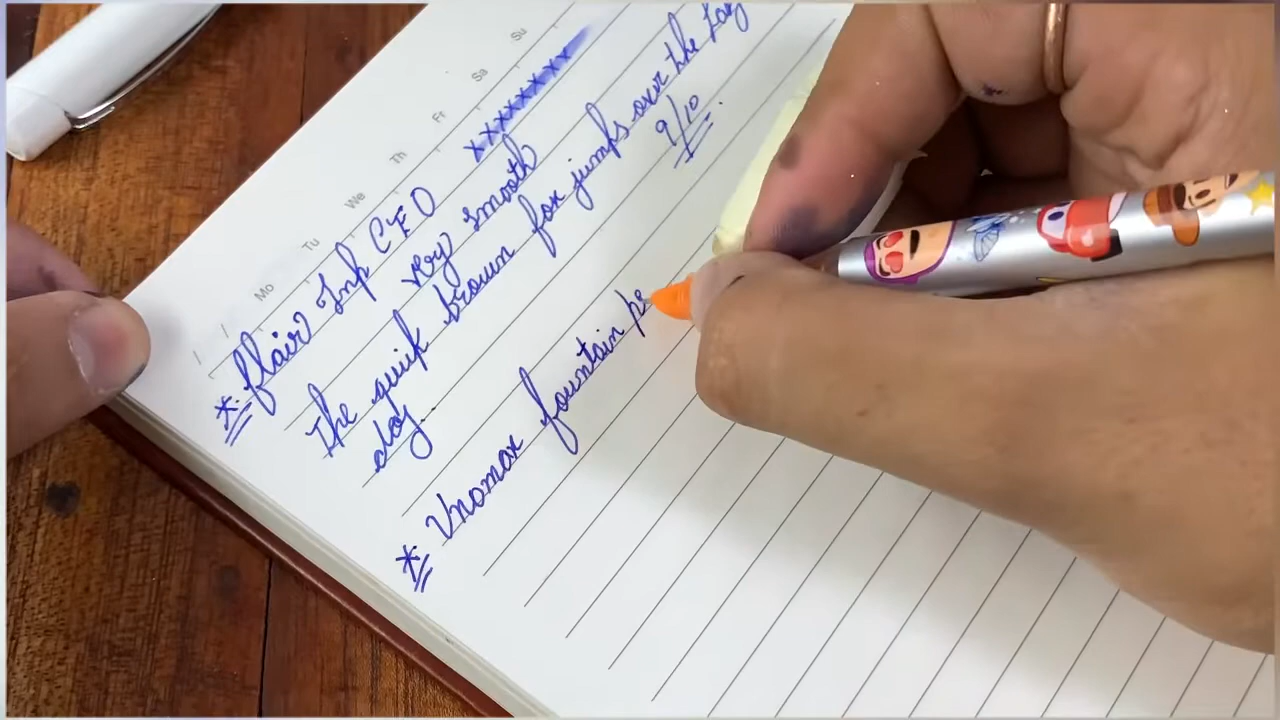 Mo Tu We Th Fr Sa Su
* flair Ink CFO xxxxxxxx
very smooth
The quick brown fox jumps over the lazy
dog. 9/10
* Vnomax fountain pe